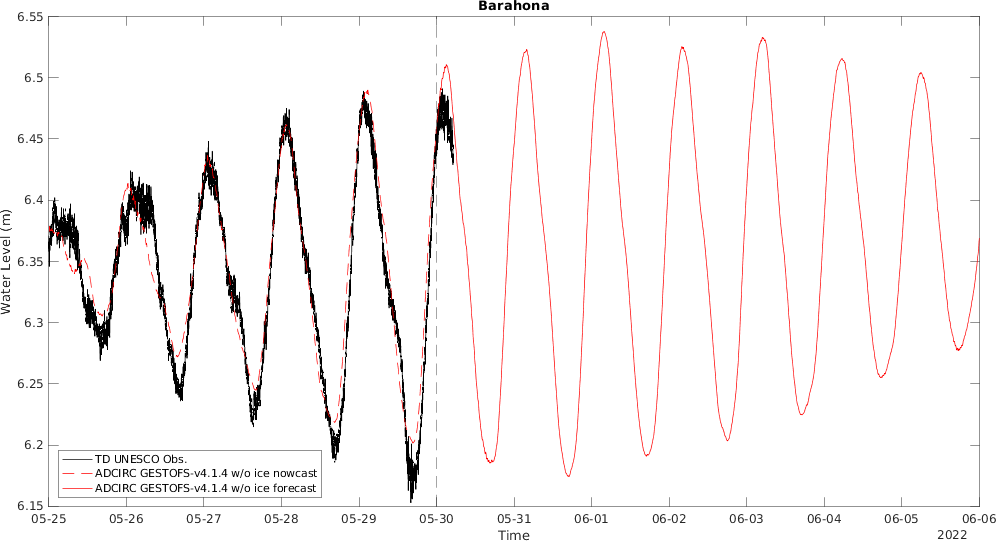 Barahona
Water Level (m)
6.55
6.5
6.45
6.4
6.35
6.3
6.25
6.2
6.15
TD UNESCO Obs.
ADCIRC GESTOFS-v4.1.4 w/o ice nowcast
ADCIRC GESTOFS-v4.1.4 w/o ice forecast
05-25 05-26 05-27 05-28 05-29 05-30 05-31 06-01 06-02 06-03 06-04 06-05 06-06
Time
2022